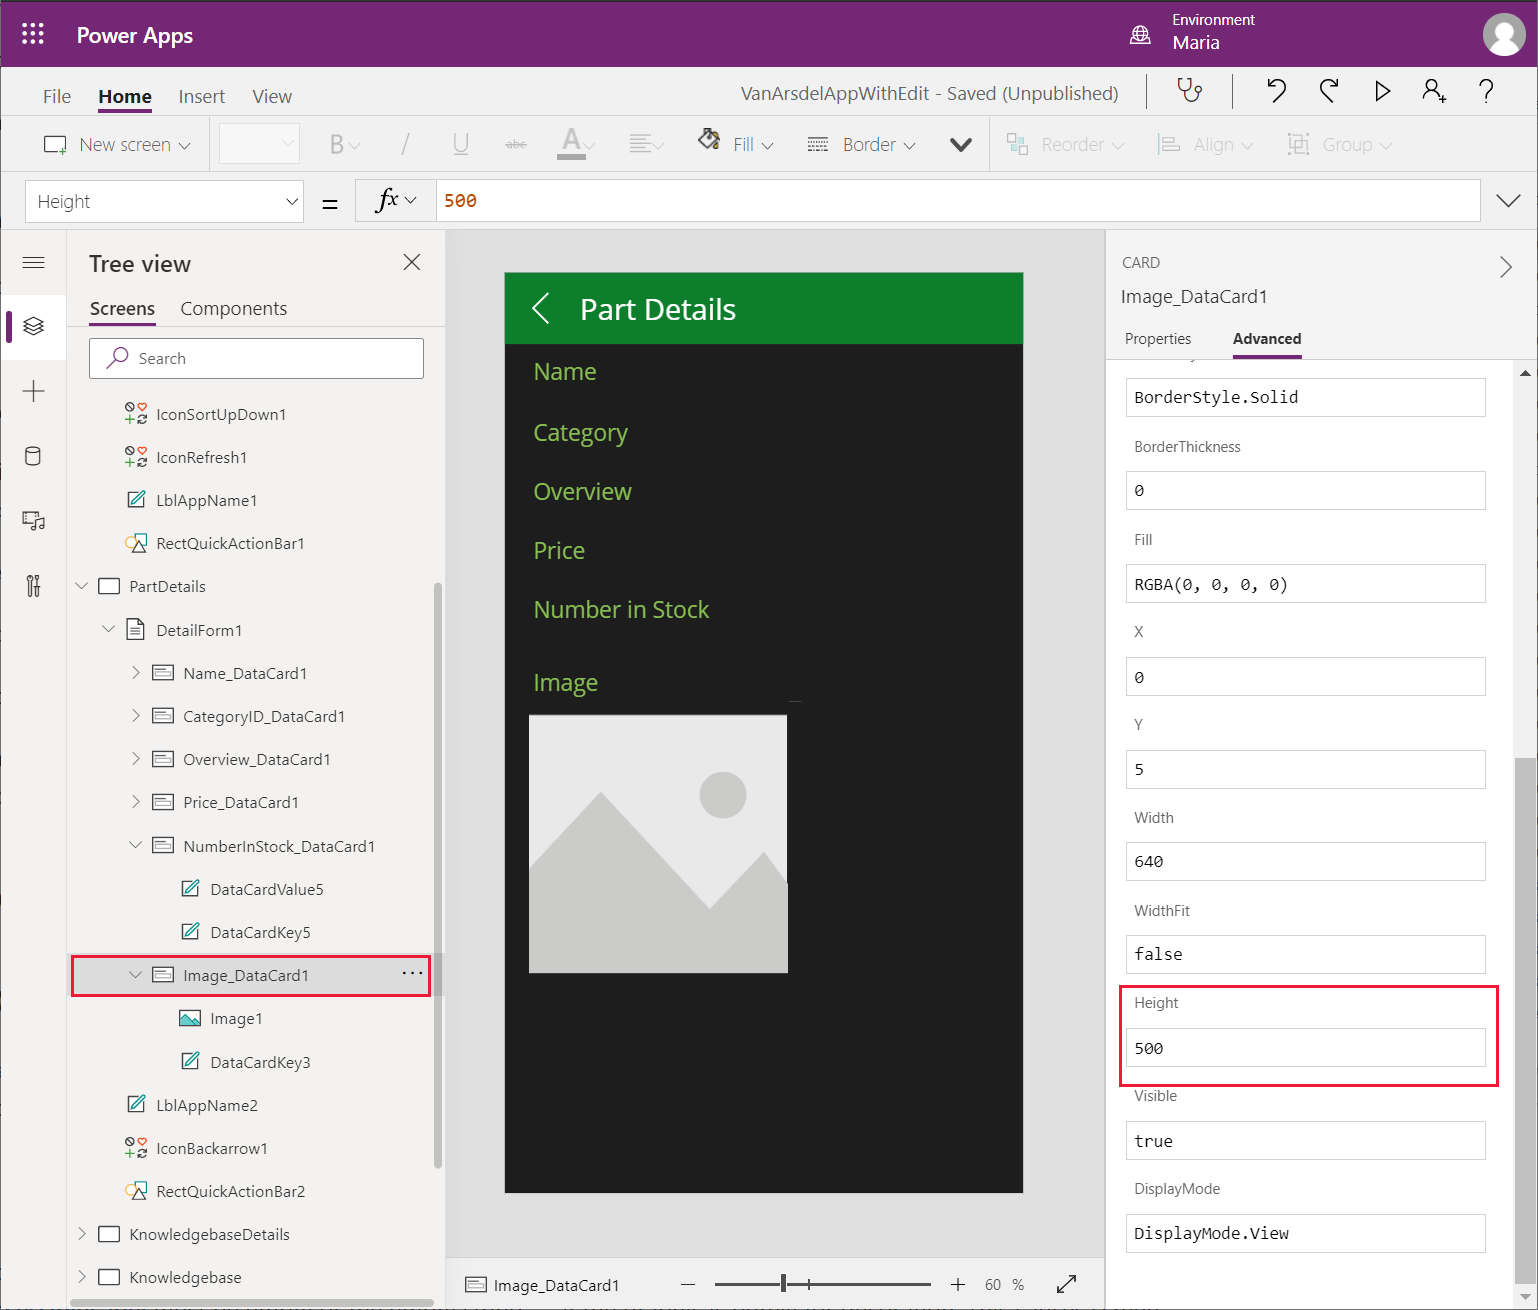 Power Apps
Environment
Maria
File
Home
Insert
View
VanArsdelAppWithEdit - Saved (Unpublished)
New screen
B
/
U
abc
A
Fill
Border
Reorder
Align
Group
Height
=
fx
500
Tree view
Screens
Components
Search
IconSortUpDown1
IconRefresh1
LblAppName1
RectQuickActionBar1
PartDetails
DetailForm1
Name_DataCard1
CategoryID_DataCard1
Overview_DataCard1
Price_DataCard1
NumberInStock_DataCard1
DataCardValue5
DataCardKey5
Image_DataCard1
Image1
DataCardKey3
LblAppName2
IconBackarrow1
RectQuickActionBar2
KnowledgebaseDetails
Knowledgebase
Part Details
Name
Category
Overview
Price
Number in Stock
Image
Image_DataCard1
60 %
CARD
Image_DataCard1
Properties
Advanced
BorderStyle.Solid
BorderThickness
0
Fill
RGBA(0, 0, 0, 0)
X
0
Y
5
Width
640
WidthFit
false
Height
500
Visible
true
DisplayMode
DisplayMode.View